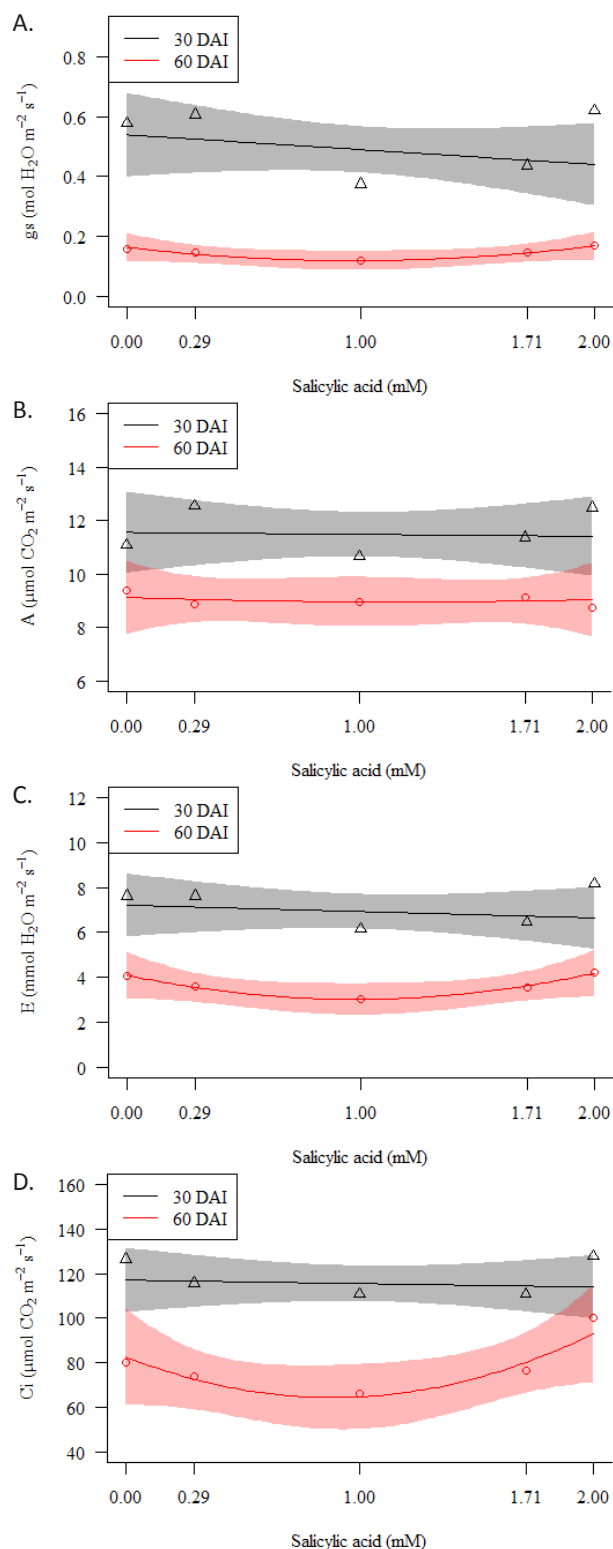 A.
30 DAI
60 DAI
gs (mol H₂O m⁻² s⁻¹)
0.8
0.6
0.4
0.2
0.0
0.00 0.29 1.00 1.71 2.00
Salicylic acid (mM)
B.
30 DAI
60 DAI
A (µmol CO₂ m⁻² s⁻¹)
16
14
12
10
8
6
0.00 0.29 1.00 1.71 2.00
Salicylic acid (mM)
C.
30 DAI
60 DAI
E (mmol H₂O m⁻² s⁻¹)
12
10
8
6
4
2
0
0.00 0.29 1.00 1.71 2.00
Salicylic acid (mM)
D.
30 DAI
60 DAI
Ci (µmol CO₂ m⁻² s⁻¹)
160
140
120
100
80
60
40
0.00 0.29 1.00 1.71 2.00
Salicylic acid (mM)